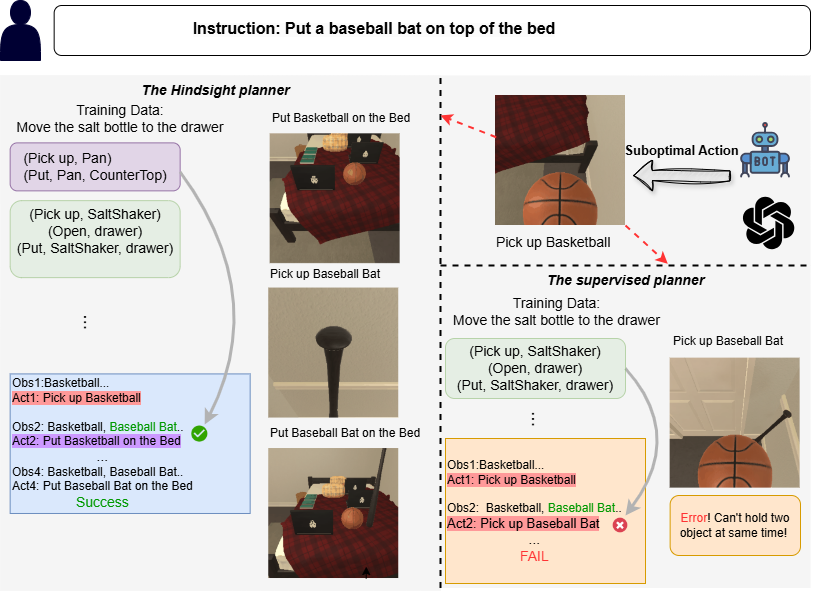 Instruction: Put a baseball bat on top of the bed
The Hindsight planner
Training Data:
Move the salt bottle to the drawer
(Pick up, Pan)
(Put, Pan, CounterTop)
(Pick up, SaltShaker)
(Open, drawer)
(Put, SaltShaker, drawer)
...
Obs1:Basketball...
Act1: Pick up Basketball
Obs2: Basketball, Baseball Bat..
Act2: Put Basketball on the Bed
...
Obs4: Basketball, Baseball Bat..
Act4: Put Baseball Bat on the Bed
Success
Put Basketball on the Bed
Pick up Baseball Bat
Put Baseball Bat on the Bed
Suboptimal Action
BOT
Pick up Basketball
The supervised planner
Training Data:
Move the salt bottle to the drawer
(Pick up, SaltShaker)
(Open, drawer)
(Put, SaltShaker, drawer)
...
Obs1:Basketball...
Act1: Pick up Basketball
Obs2: Basketball, Baseball Bat..
Act2: Pick up Baseball Bat
...
FAIL
Pick up Baseball Bat
Error! Can't hold two
object at same time!